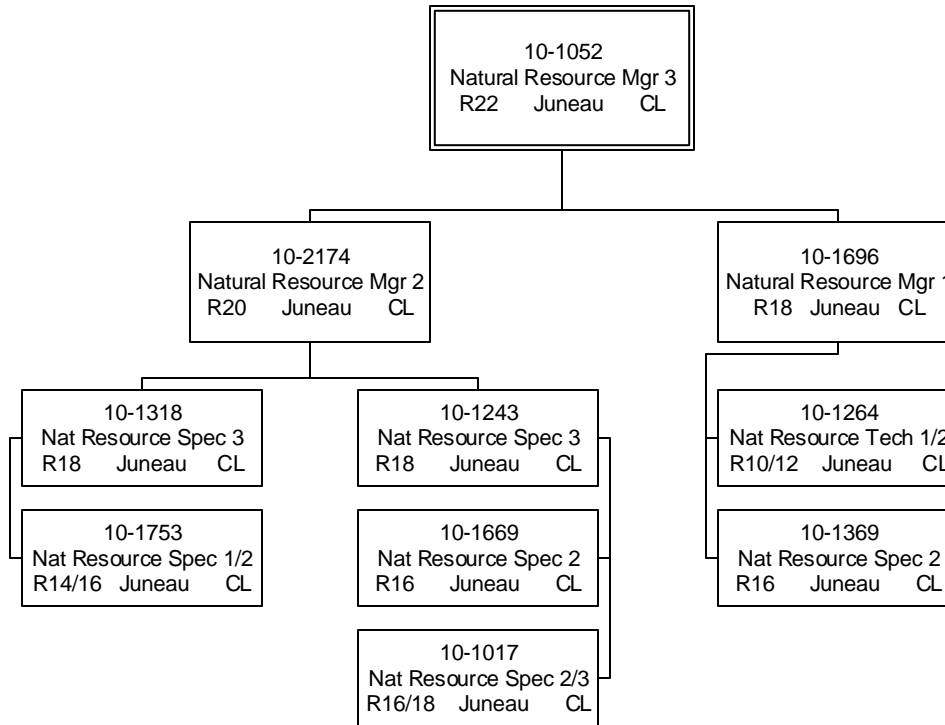 10-1052
Natural Resource Mgr 3
R22 Juneau CL
10-2174
Natural Resource Mgr 2
R20 Juneau CL
10-1696
Natural Resource Mgr 1
R18 Juneau CL
10-1318
Nat Resource Spec 3
R18 Juneau CL
10-1243
Nat Resource Spec 3
R18 Juneau CL
10-1264
Nat Resource Tech 1/2
R10/12 Juneau CL
10-1753
Nat Resource Spec 1/2
R14/16 Juneau CL
10-1669
Nat Resource Spec 2
R16 Juneau CL
10-1369
Nat Resource Spec 2
R16 Juneau CL
10-1017
Nat Resource Spec 2/3
R16/18 Juneau CL